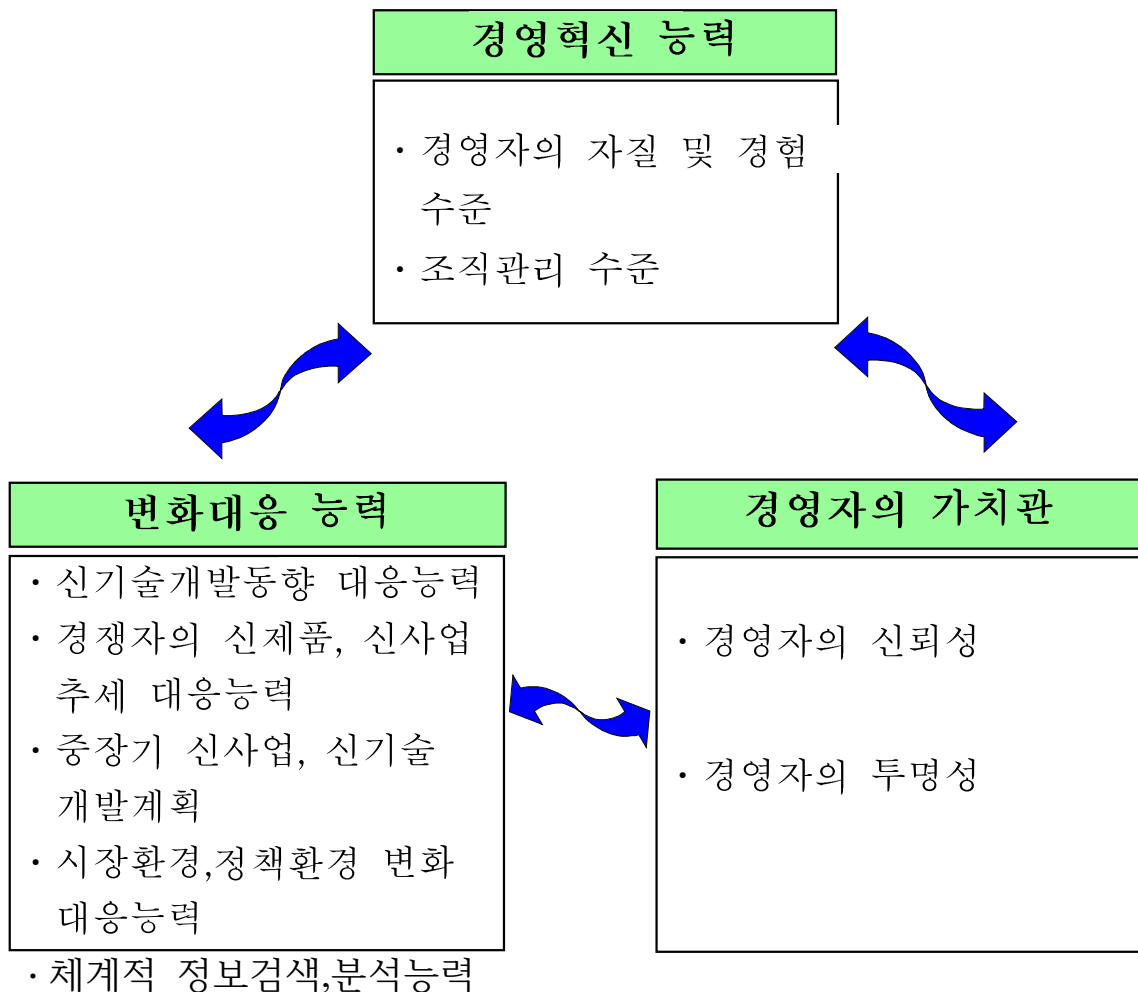 경영혁신 능력
· 경영자의 자질 및 경험
수준
· 조직관리 수준
변화대응 능력
· 신기술개발동향 대응능력
· 경쟁자의 신제품, 신사업
추세 대응능력
· 중장기 신사업, 신기술
개발계획
· 시장환경,정책환경 변화
대응능력
· 체계적 정보검색,분석능력
경영자의 가치관
· 경영자의 신뢰성
· 경영자의 투명성